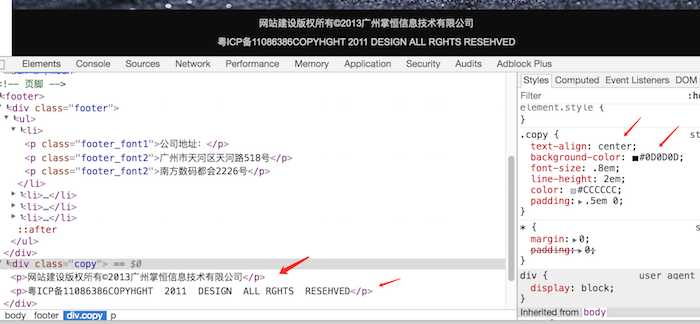 网站建设版权所有©2013广州掌恒信息技术有限公司
粤ICP备11086386COPYHGHT 2011 DESIGN ALL RGHTS RESEHVED
Elements Console Sources Network Performance Memory Application Security Audits Adblock Plus
<!-- 页脚 -->
<footer>
<div class="footer">
<ul>
<li>
<p class="footer_font1">公司地址：</p>
<p class="footer_font2">广州市天河区天河路518号</p>
<p class="footer_font2">南方数码都会2226号</p>
</li>
<li>…</li>
<li>…</li>
<li>…</li>
::after
</ul>
</div>
<div class="copy"> == $0
<p>网站建设版权所有©2013广州掌恒信息技术有限公司</p>
<p>粤ICP备11086386COPYHGHT 2011 DESIGN ALL RGHTS RESEHVED</p>
</div>
body footer div.copy p
Styles Computed Event Listeners DOM
Filter :h
element.style {
}
.copy { st
text-align: center;
background-color: #0D0D0D;
font-size: .8em;
line-height: 2em;
color: #CCCCCC;
padding: .5em 0;
}
* {
margin: 0;
padding: 0;
}
div { user agent
display: block;
}
Inherited from body